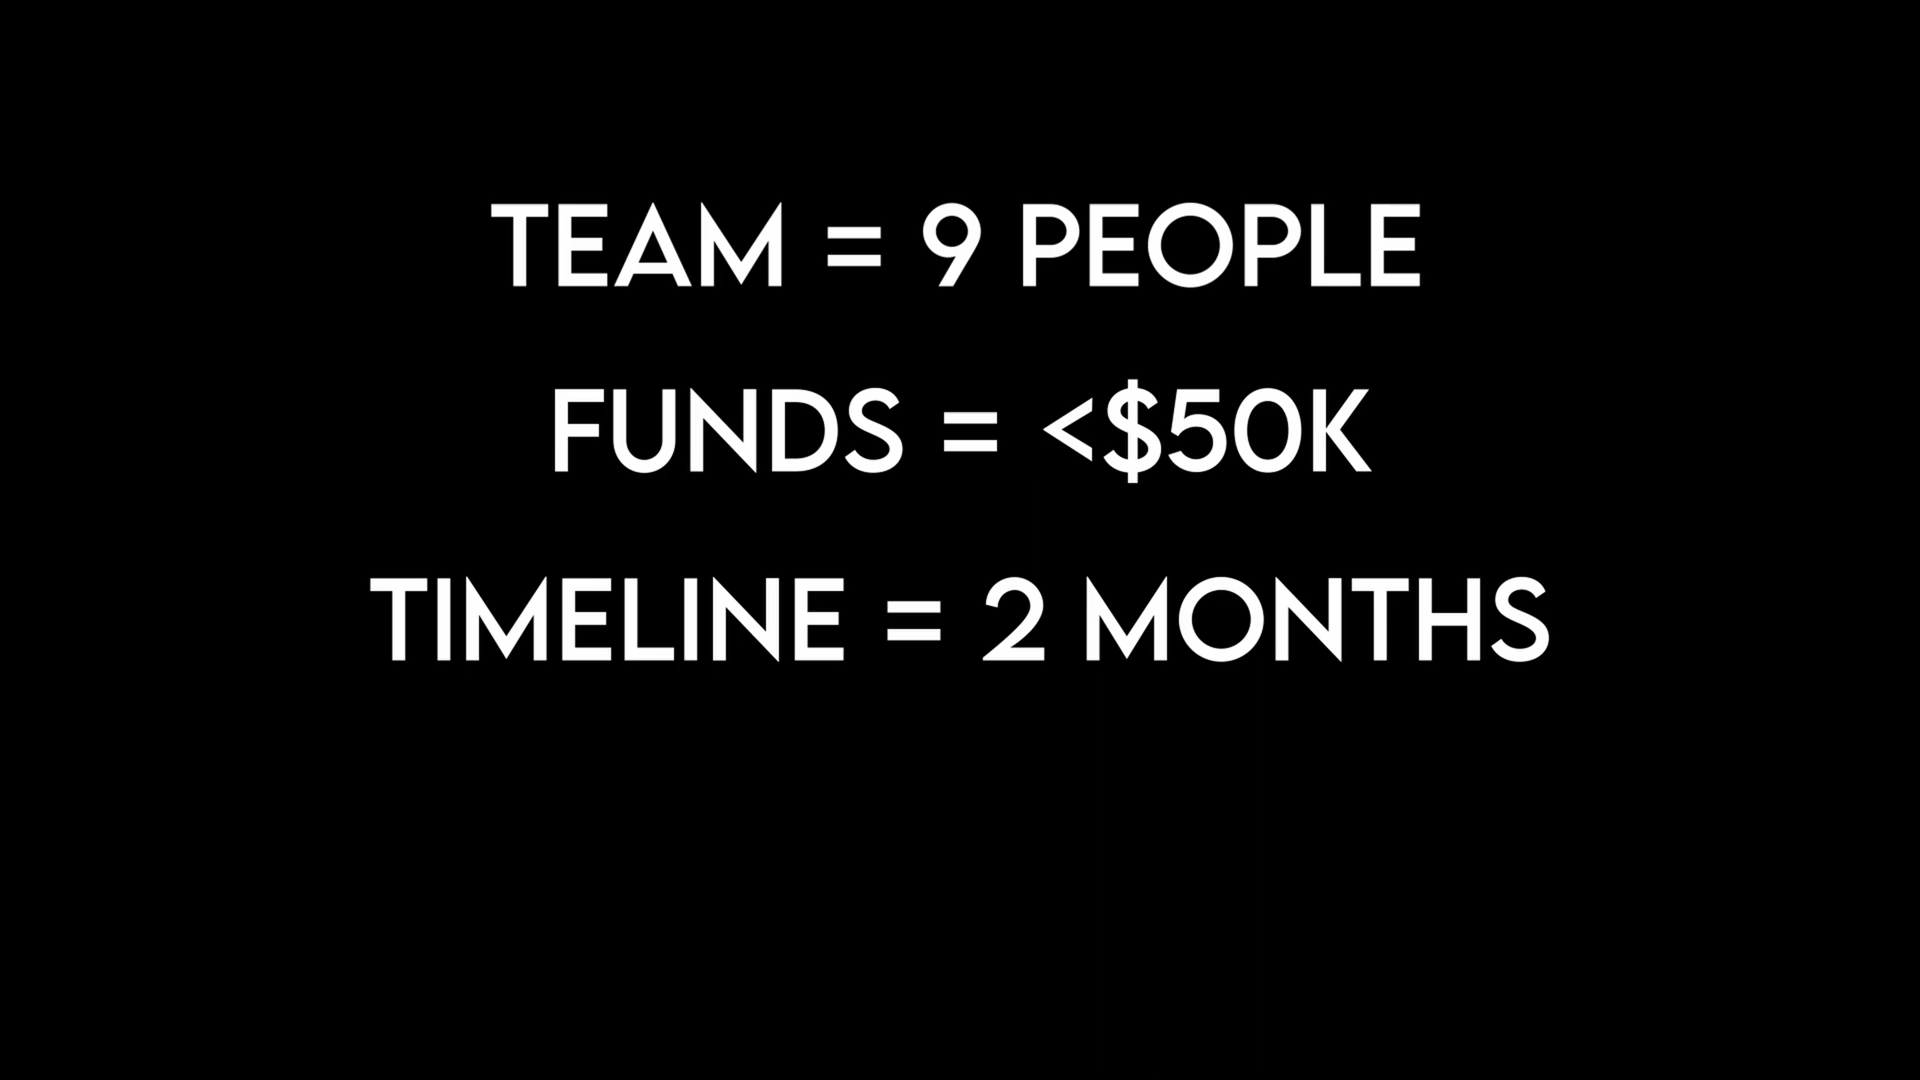 TEAM = 9 PEOPLE
FUNDS = <$50K
TIMELINE = 2 MONTHS